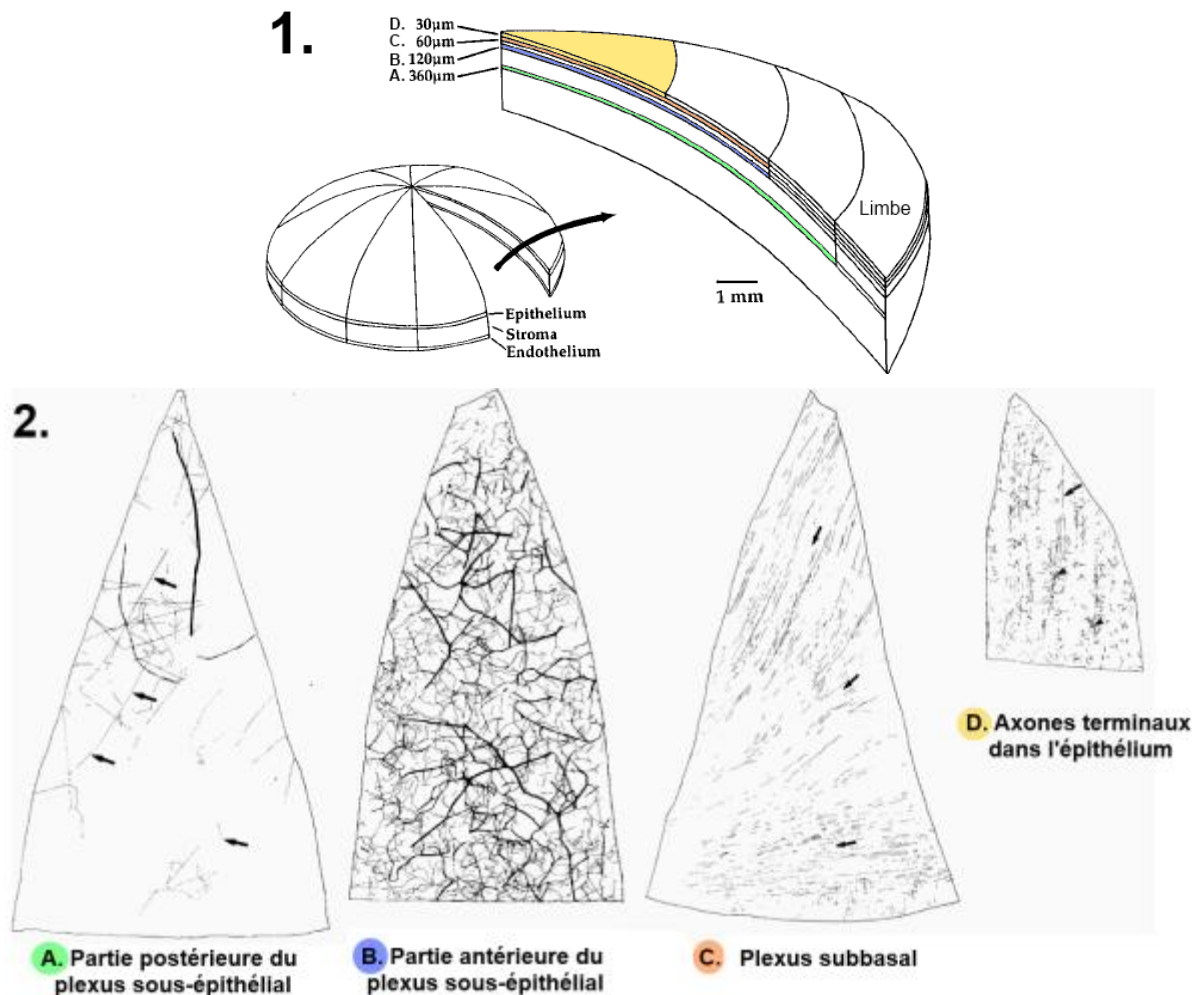 1.
D. 30µm
C. 60µm
B. 120µm
A. 360µm
Limbe
1 mm
Epithelium
Stroma
Endothelium
2.
D. Axones terminaux
dans l'épithélium
A. Partie postérieure du
plexus sous-épithélial
B. Partie antérieure du
plexus sous-épithélial
C. Plexus subbasal